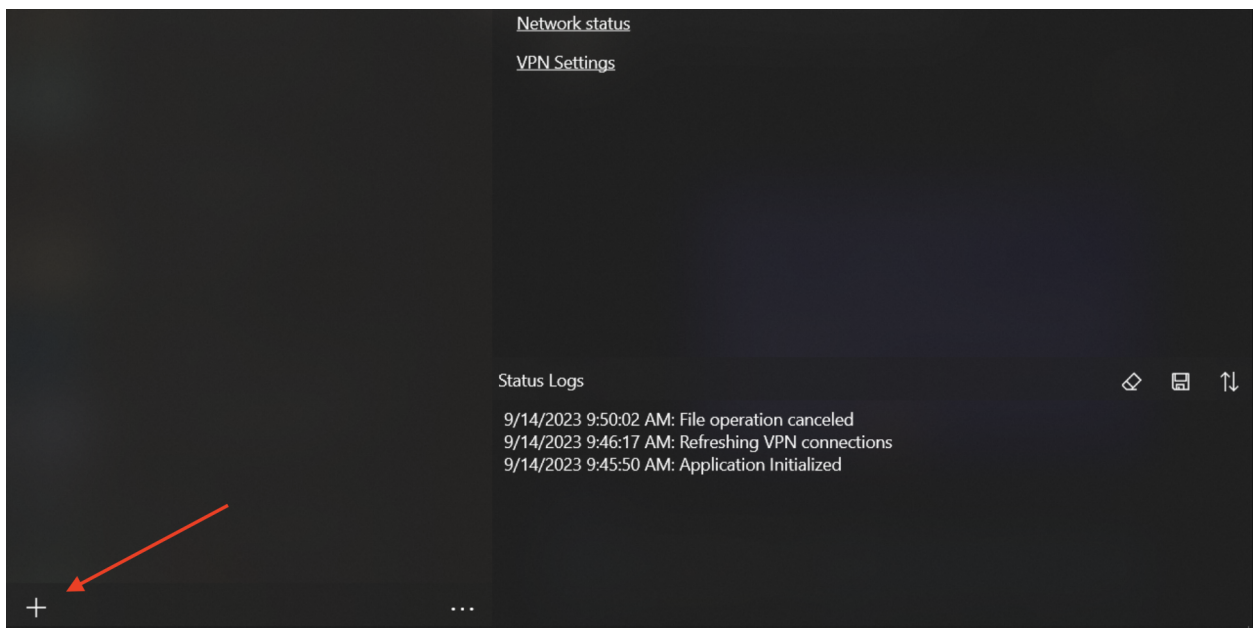 Network status
VPN Settings
Status Logs
9/14/2023 9:50:02 AM: File operation canceled
9/14/2023 9:46:17 AM: Refreshing VPN connections
9/14/2023 9:45:50 AM: Application Initialized